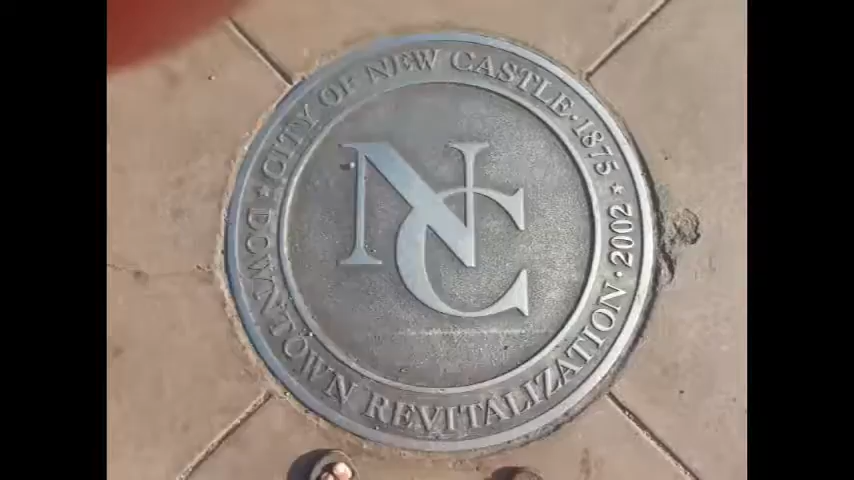 CITY OF NEW CASTLE · 1875
DOWNTOWN REVITALIZATION · 2002
NC